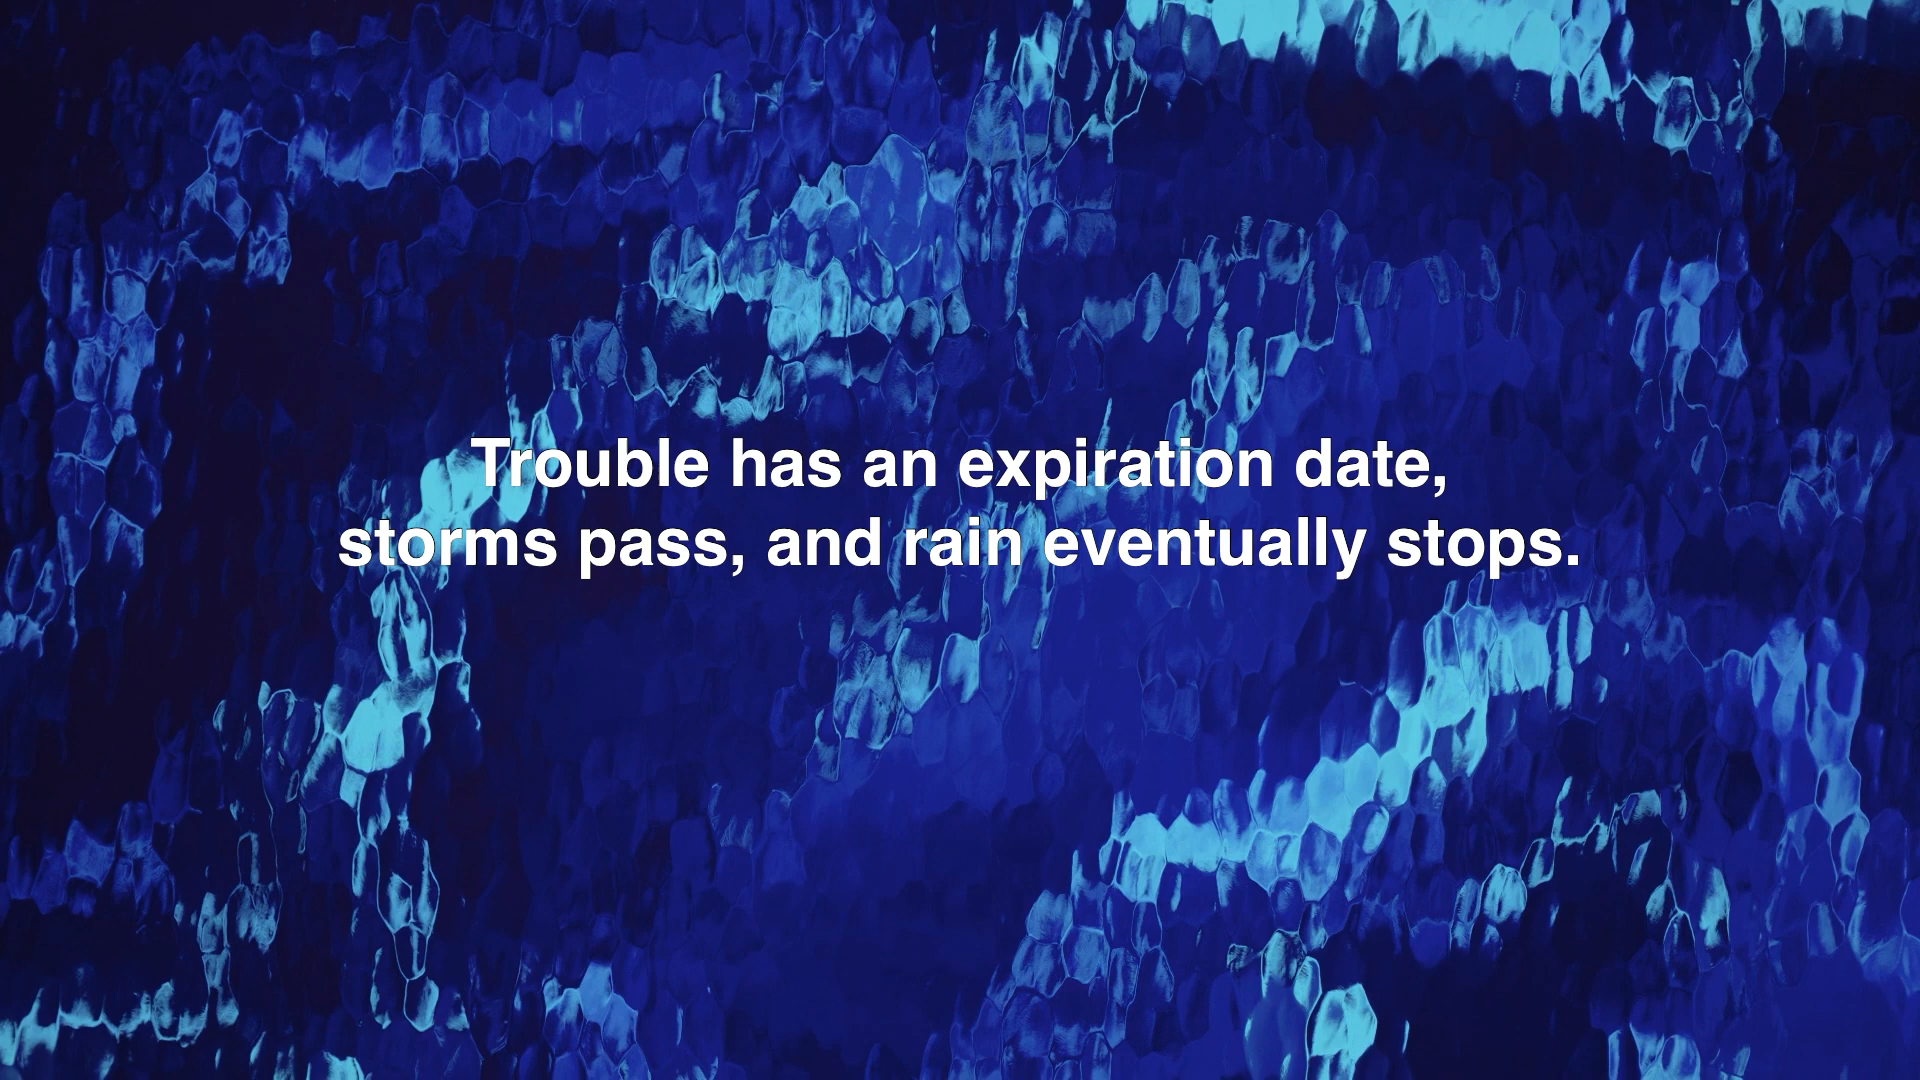 Trouble has an expiration date,
storms pass, and rain eventually stops.